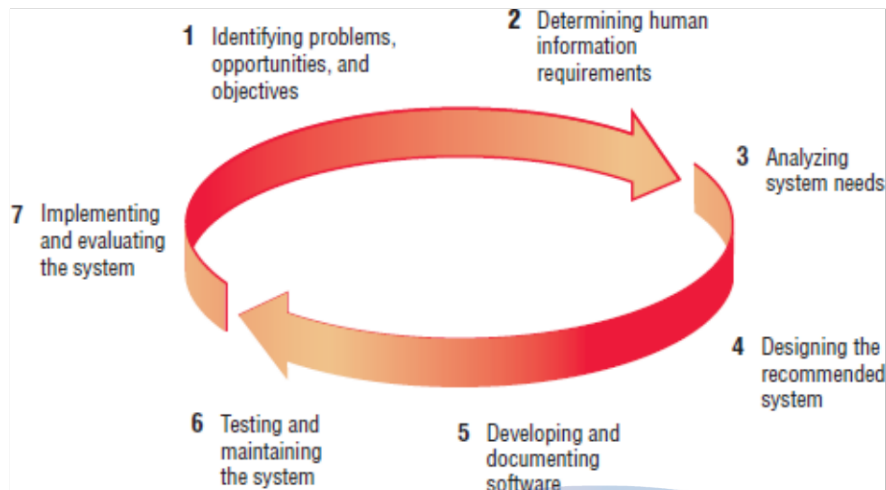 1 Identifying problems,
opportunities, and
objectives
2 Determining human
information
requirements
3 Analyzing
system needs
4 Designing the
recommended
system
5 Developing and
documenting
software
6 Testing and
maintaining
the system
7 Implementing
and evaluating
the system